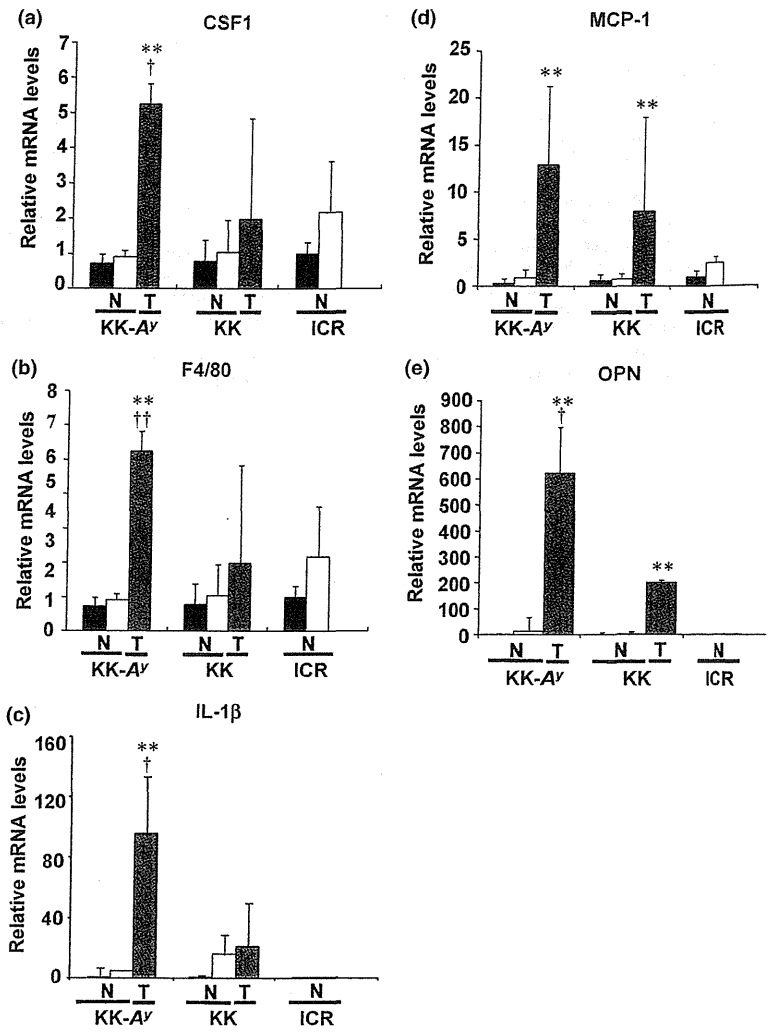 (a)
CSF1
Relative mRNA levels
7
6
5
4
3
2
1
0
**
†
N T N T N
KK-Aʸ KK ICR
(b)
F4/80
Relative mRNA levels
8
7
6
5
4
3
2
1
0
**
††
N T N T N
KK-Aʸ KK ICR
(c)
IL-1β
Relative mRNA levels
160
120
80
40
0
**
†
N T N T N
KK-Aʸ KK ICR
(d)
MCP-1
Relative mRNA levels
25
20
15
10
5
0
** **
N T N T N
KK-Aʸ KK ICR
(e)
OPN
Relative mRNA levels
900
800
700
600
500
400
300
200
100
0
**
†
**
N T N T N
KK-Aʸ KK ICR